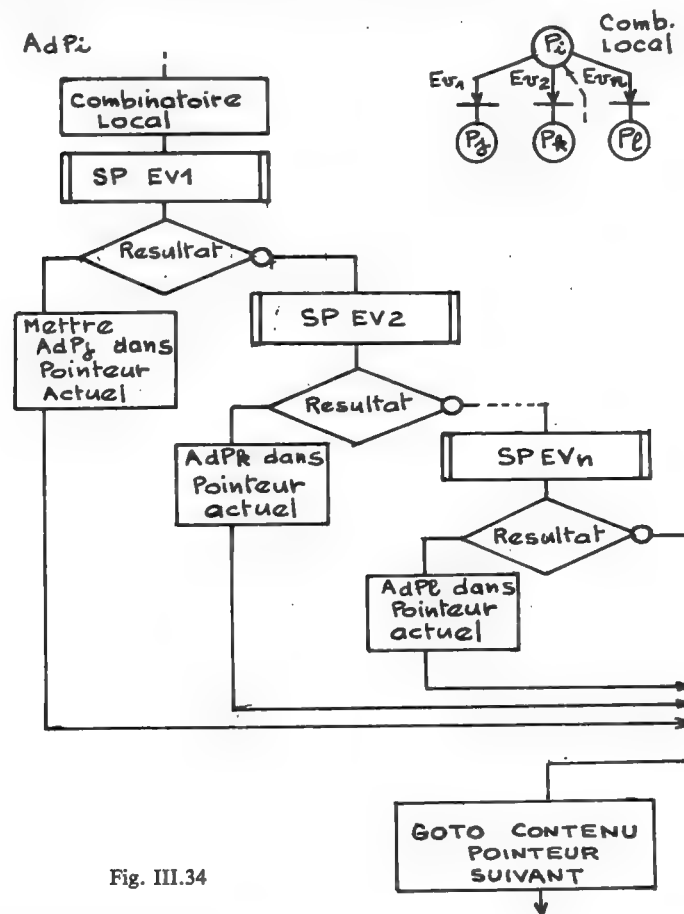 AdPi
Comb.
Local
Pi
Ev1
Ev2
Evn
Pj
Pk
Pl
Combinatoire
Local
SP EV1
Resultat
Mettre
AdPj dans
Pointeur
Actuel
SP EV2
Resultat
AdPk dans
Pointeur
actuel
SP EVn
Resultat
AdPl dans
Pointeur
actuel
GOTO CONTENU
POINTEUR
SUIVANT
Fig. III.34